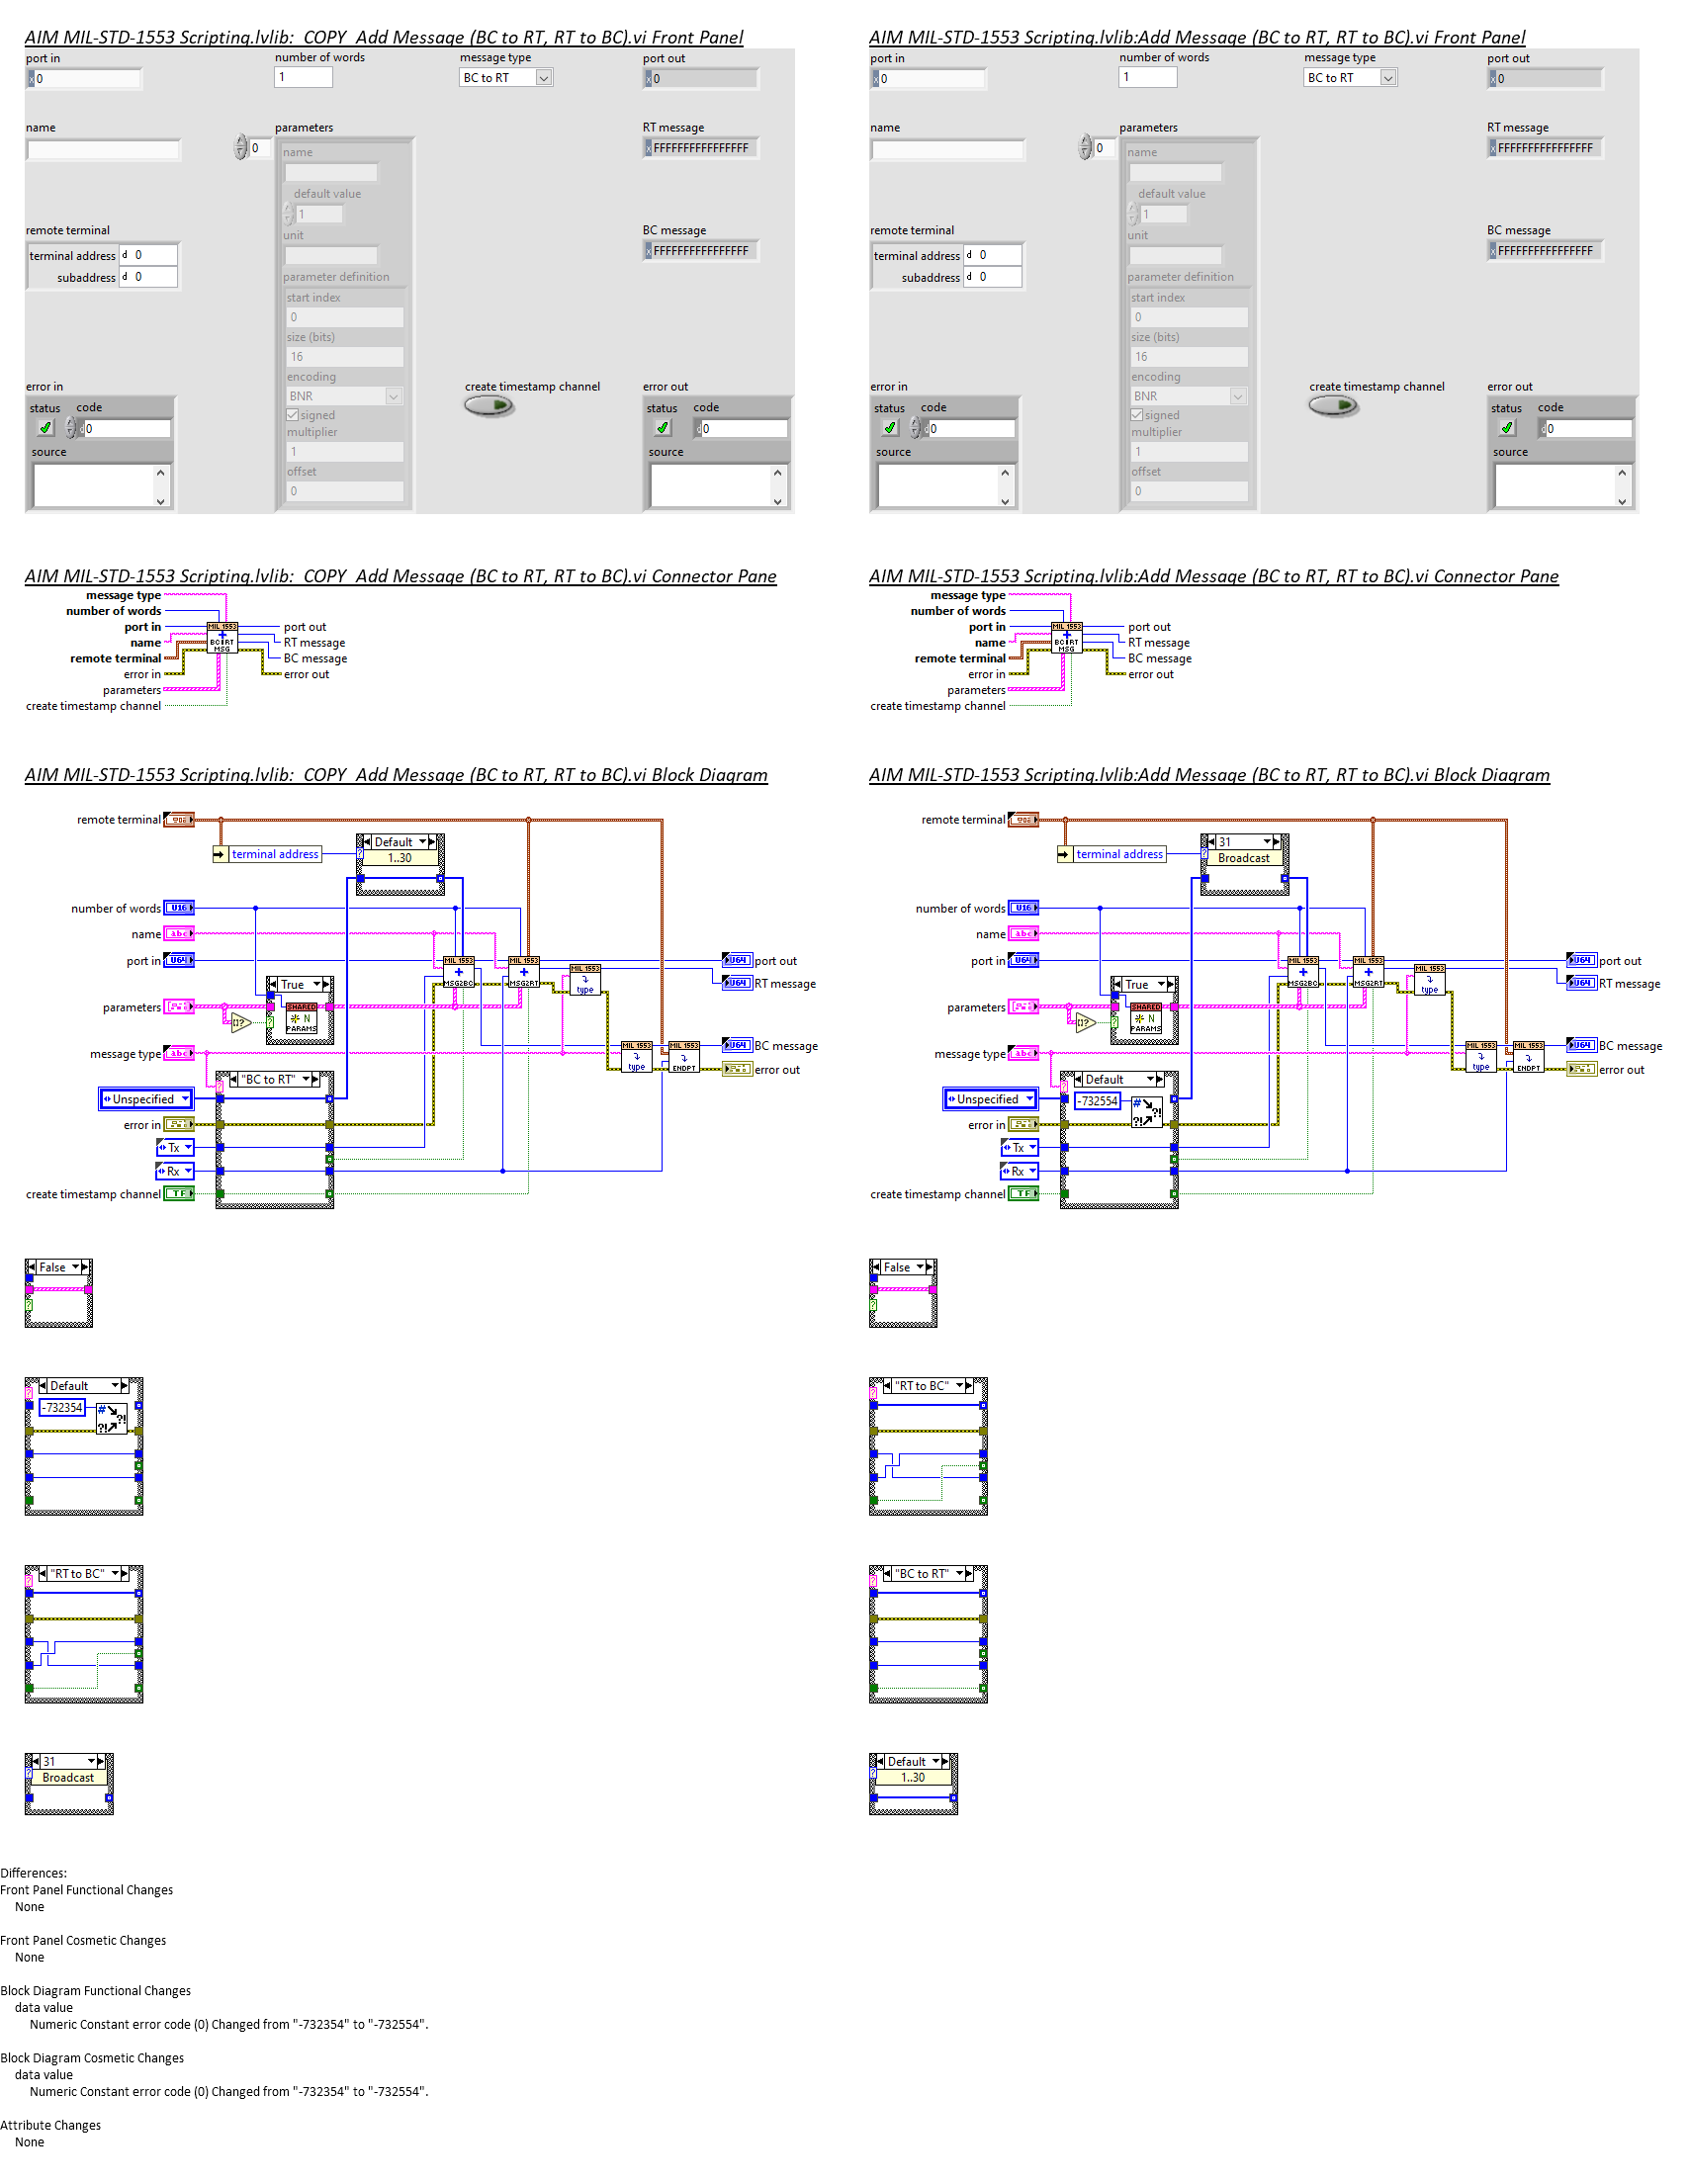 AIM MIL-STD-1553 Scripting.lvlib:  COPY  Add Message (BC to RT, RT to BC).vi Front Panel
port in
x 0
number of words
1
message type
BC to RT
port out
x 0
name
0
parameters
name
default value
1
unit
parameter definition
start index
0
size (bits)
16
encoding
BNR
signed
multiplier
1
offset
0
RT message
x FFFFFFFFFFFFFFFF
remote terminal
terminal address d 0
subaddress d 0
BC message
x FFFFFFFFFFFFFFFF
error in
status code
d 0
source
create timestamp channel
error out
status code
d 0
source
AIM MIL-STD-1553 Scripting.lvlib:Add Message (BC to RT, RT to BC).vi Front Panel
port in
x 0
number of words
1
message type
BC to RT
port out
x 0
name
0
parameters
name
default value
1
unit
parameter definition
start index
0
size (bits)
16
encoding
BNR
signed
multiplier
1
offset
0
RT message
x FFFFFFFFFFFFFFFF
remote terminal
terminal address d 0
subaddress d 0
BC message
x FFFFFFFFFFFFFFFF
error in
status code
d 0
source
create timestamp channel
error out
status code
d 0
source
AIM MIL-STD-1553 Scripting.lvlib:  COPY  Add Message (BC to RT, RT to BC).vi Connector Pane
message type
number of words
port in
name
remote terminal
error in
parameters
create timestamp channel
MIL 1553
BC RT
MSG
port out
RT message
BC message
error out
AIM MIL-STD-1553 Scripting.lvlib:Add Message (BC to RT, RT to BC).vi Connector Pane
message type
number of words
port in
name
remote terminal
error in
parameters
create timestamp channel
MIL 1553
BC RT
MSG
port out
RT message
BC message
error out
AIM MIL-STD-1553 Scripting.lvlib:  COPY  Add Message (BC to RT, RT to BC).vi Block Diagram
remote terminal
terminal address
Default
1..30
number of words U16
name abc
port in U64
MIL 1553
MSG2BC
MIL 1553
MSG2RT
MIL 1553
type
U64 port out
U64 RT message
parameters
True
SHARED
N
PARAMS
message type abc
MIL 1553
type
MIL 1553
ENDPT
U64 BC message
error out
"BC to RT"
Unspecified
error in
Tx
Rx
create timestamp channel TF
AIM MIL-STD-1553 Scripting.lvlib:Add Message (BC to RT, RT to BC).vi Block Diagram
remote terminal
terminal address
31
Broadcast
number of words U16
name abc
port in U64
MIL 1553
MSG2BC
MIL 1553
MSG2RT
MIL 1553
type
U64 port out
U64 RT message
parameters
True
SHARED
N
PARAMS
message type abc
MIL 1553
type
MIL 1553
ENDPT
U64 BC message
error out
Default
Unspecified
-732554
error in
Tx
Rx
create timestamp channel TF
False
False
Default
-732354
"RT to BC"
"RT to BC"
"BC to RT"
31
Broadcast
Default
1..30
Differences:
Front Panel Functional Changes
None
Front Panel Cosmetic Changes
None
Block Diagram Functional Changes
data value
Numeric Constant error code (0) Changed from "-732354" to "-732554".
Block Diagram Cosmetic Changes
data value
Numeric Constant error code (0) Changed from "-732354" to "-732554".
Attribute Changes
None